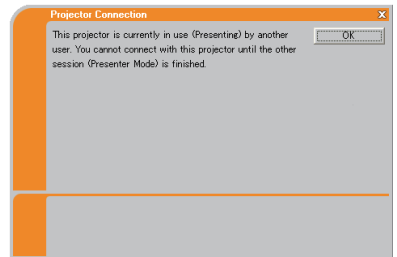 Projector Connection
This projector is currently in use (Presenting) by another
user. You cannot connect with this projector until the other
session (Presenter Mode) is finished.
OK